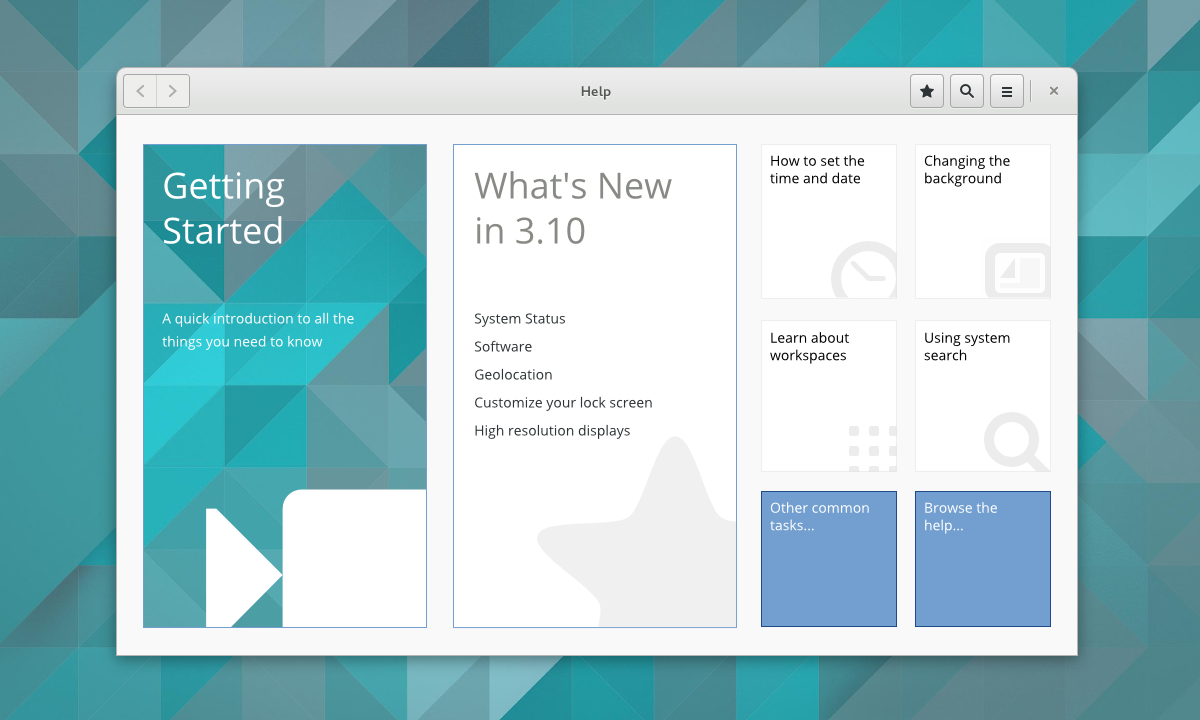 Help
Getting
Started
A quick introduction to all the
things you need to know
What's New
in 3.10
System Status
Software
Geolocation
Customize your lock screen
High resolution displays
How to set the
time and date
Changing the
background
Learn about
workspaces
Using system
search
Other common
tasks...
Browse the
help...